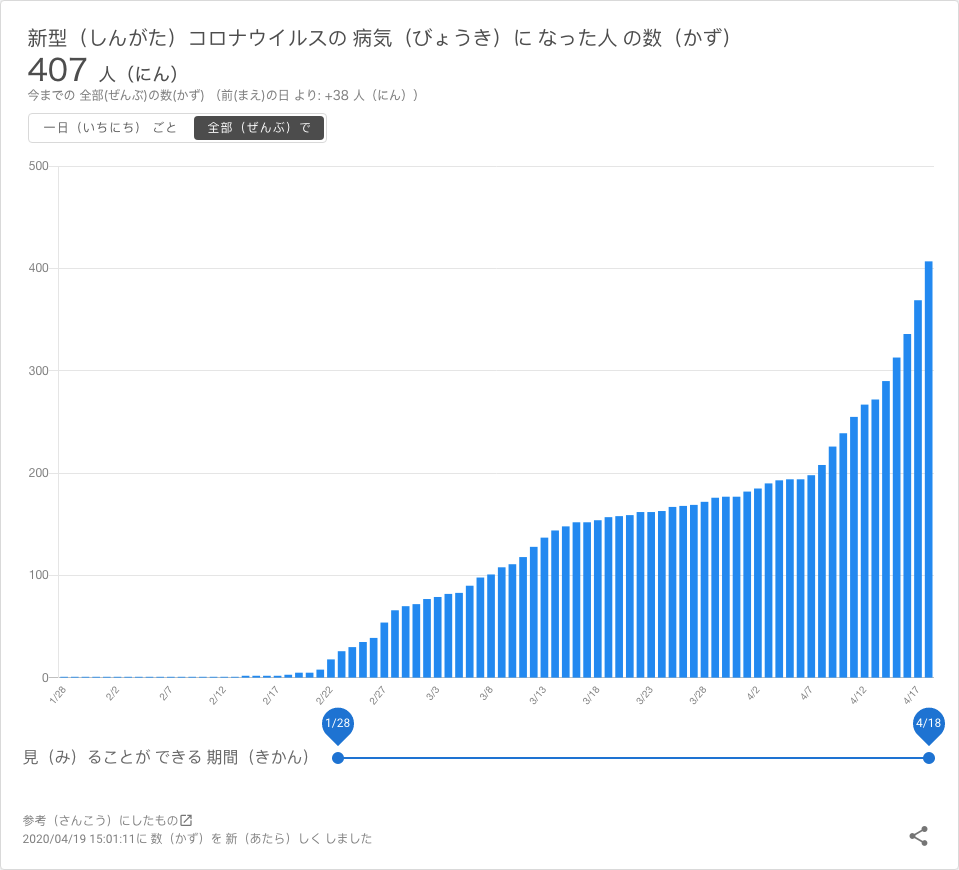 新型（しんがた）コロナウイルスの 病気（びょうき）に なった人 の数（かず）
407 人（にん）
今までの 全部(ぜんぶ)の数(かず) （前(まえ)の日 より: +38 人（にん））
一日（いちにち） ごと 全部（ぜんぶ）で
500
400
300
200
100
0
1/28 2/2 2/7 2/12 2/17 2/22 2/27 3/3 3/8 3/13 3/18 3/23 3/28 4/2 4/7 4/12 4/17
1/28 4/18
見（み）ることが できる 期間（きかん）
参考（さんこう）にしたもの
2020/04/19 15:01:11に 数（かず）を 新（あたら）しく しました